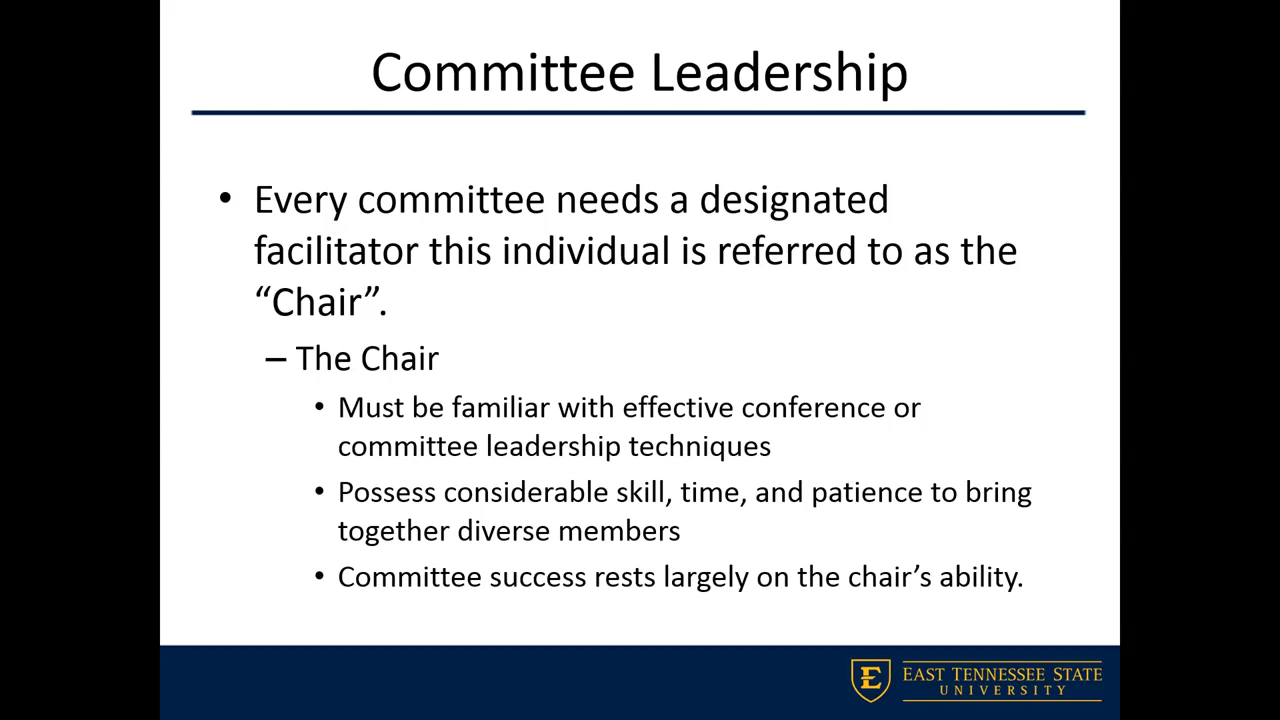 Committee Leadership
• Every committee needs a designated
facilitator this individual is referred to as the
“Chair”.
– The Chair
• Must be familiar with effective conference or
committee leadership techniques
• Possess considerable skill, time, and patience to bring
together diverse members
• Committee success rests largely on the chair’s ability.
E
EAST TENNESSEE STATE
UNIVERSITY